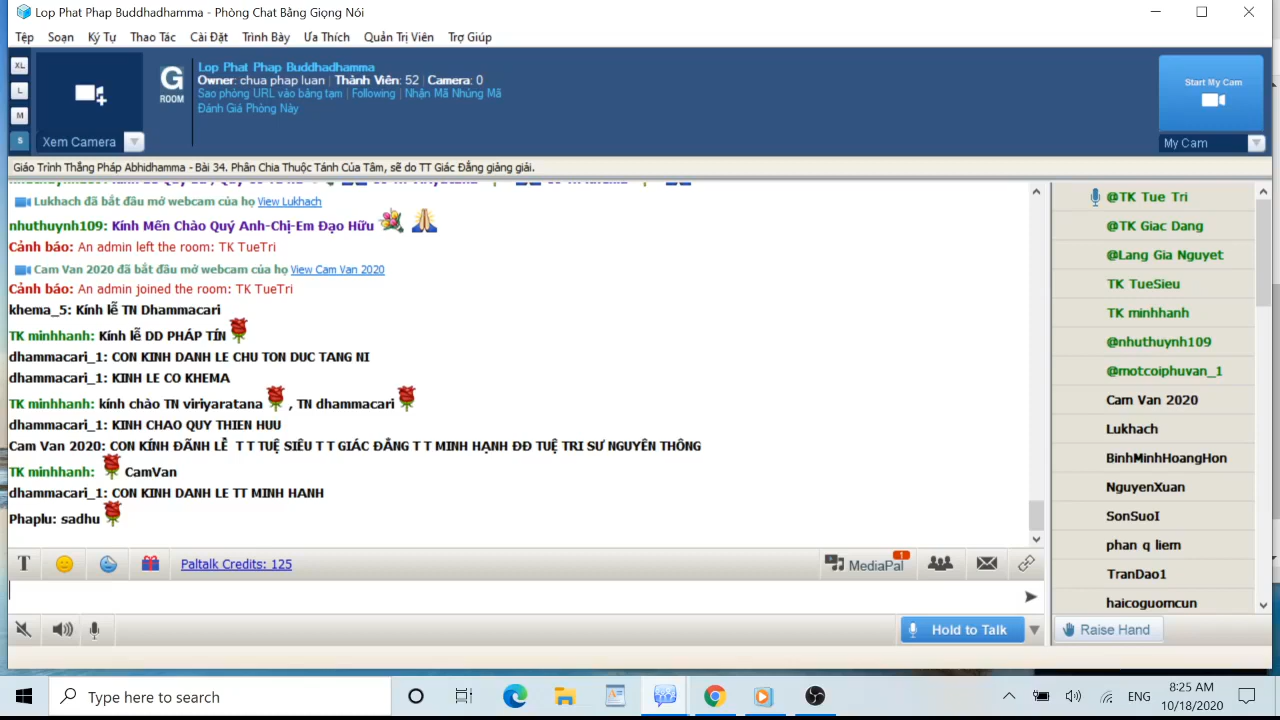 Lop Phat Phap Buddhadhamma - Phòng Chat Bằng Giọng Nói
Tệp Soạn Ký Tự Thao Tác Cài Đặt Trình Bày Ưa Thích Quản Trị Viên Trợ Giúp
XL
L
M
S
Xem Camera
G
ROOM
Lop Phat Phap Buddhadhamma
Owner: chua phap luan | Thành Viên: 52 | Camera: 0
Sao phòng URL vào bảng tạm | Following | Nhận Mã Nhúng Mã
Đánh Giá Phòng Này
Start My Cam
My Cam
Giáo Trình Thắng Pháp Abhidhamma - Bài 34. Phân Chia Thuộc Tánh Của Tâm, sẽ do TT Giác Đẳng giảng giải.
Lukhach đã bắt đầu mở webcam của họ View Lukhach
nhuthuynh109: Kính Mến Chào Quý Anh-Chị-Em Đạo Hữu
Cảnh báo: An admin left the room: TK TueTri
Cam Van 2020 đã bắt đầu mở webcam của họ View Cam Van 2020
Cảnh báo: An admin joined the room: TK TueTri
khema_5: Kính lễ TN Dhammacari
TK minhhanh: Kính lễ DD PHÁP TÍN
dhammacari_1: CON KINH DANH LE CHU TON DUC TANG NI
dhammacari_1: KINH LE CO KHEMA
TK minhhanh: kính chào TN viriyaratana , TN dhammacari
dhammacari_1: KINH CHAO QUY THIEN HUU
Cam Van 2020: CON KÍNH ĐÃNH LỄ T T TUỆ SIÊU T T GIÁC ĐẲNG T T MINH HẠNH ĐĐ TUỆ TRI SƯ NGUYÊN THÔNG
TK minhhanh: CamVan
dhammacari_1: CON KINH DANH LE TT MINH HANH
Phaplu: sadhu
@TK Tue Tri
@TK Giac Dang
@Lang Gia Nguyet
TK TueSieu
TK minhhanh
@nhuthuynh109
@motcoiphuvan_1
Cam Van 2020
Lukhach
BinhMinhHoangHon
NguyenXuan
SonSuoI
phan q liem
TranDao1
haicoguomcun
T Paltalk Credits: 125 MediaPal 1
Hold to Talk Raise Hand
Type here to search
ENG
8:25 AM
10/18/2020